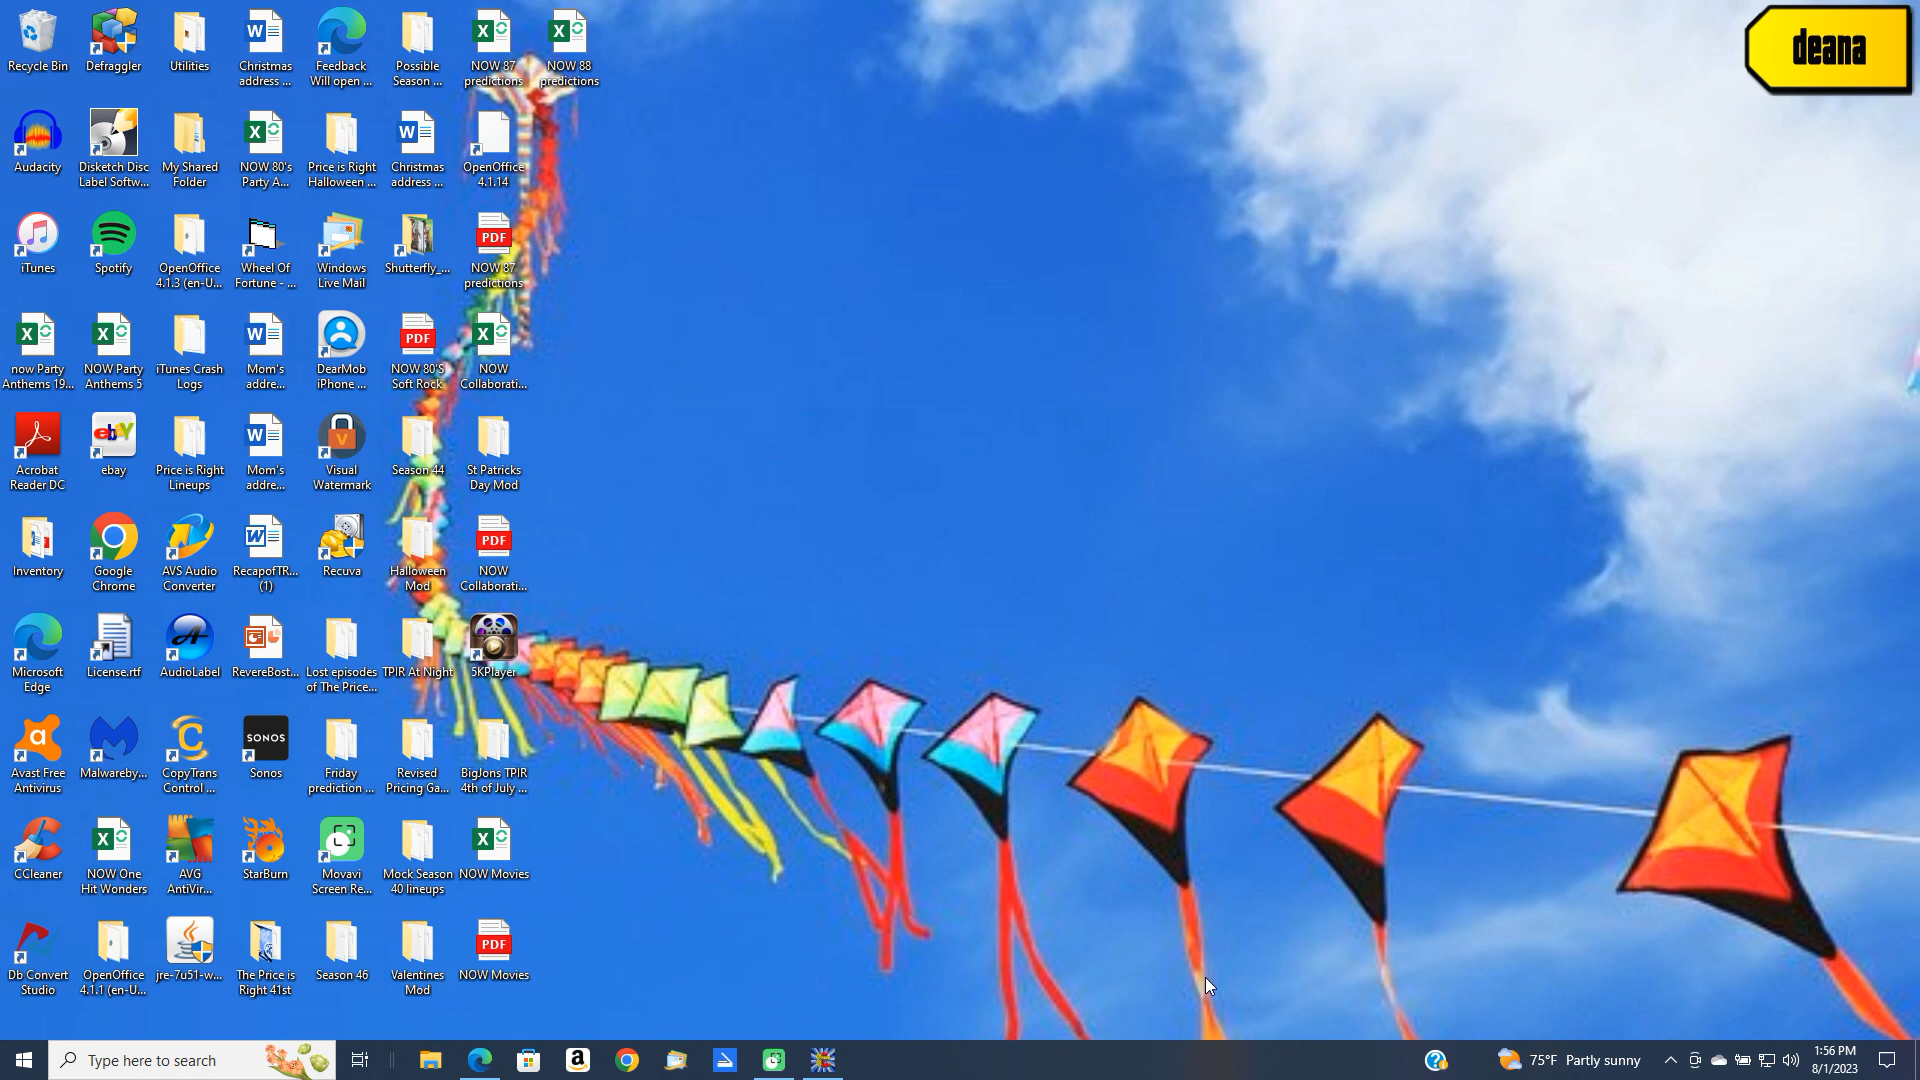 deana
Recycle Bin
Defraggler
Utilities
Christmas
address ...
Feedback
Will open ...
Possible
Season ...
NOW 87
predictions
NOW 88
predictions
Audacity
Disketch Disc
Label Softw...
My Shared
Folder
NOW 80's
Party A...
Price is Right
Halloween ...
Christmas
address ...
OpenOffice
4.1.14
iTunes
Spotify
OpenOffice
4.1.3 (en-U...
Wheel Of
Fortune - ...
Windows
Live Mail
Shutterfly_...
PDF
NOW 87
predictions
now Party
Anthems 19...
NOW Party
Anthems 5
iTunes Crash
Logs
Mom's
addre...
DearMob
iPhone ...
PDF
NOW 80'S
Soft Rock
NOW
Collaborati...
Acrobat
Reader DC
ebay
ebay
Price is Right
Lineups
Mom's
addre...
Visual
Watermark
Season 44
St Patricks
Day Mod
Inventory
Google
Chrome
AVS Audio
Converter
RecapofTR...
(1)
Recuva
Halloween
Mod
PDF
NOW
Collaborati...
Microsoft
Edge
License.rtf
AudioLabel
RevereBost...
Lost episodes
of The Price...
TPIR At Night
5KPlayer
Avast Free
Antivirus
Malwareby...
CopyTrans
Control ...
SONOS
Sonos
Friday
prediction ...
Revised
Pricing Ga...
BigJons TPIR
4th of July ...
CCleaner
NOW One
Hit Wonders
AVG
AntiVir...
StarBurn
Movavi
Screen Re...
Mock Season
40 lineups
NOW Movies
Db Convert
Studio
OpenOffice
4.1.1 (en-U...
jre-7u51-w...
The Price is
Right 41st
Season 46
Valentines
Mod
PDF
NOW Movies
Type here to search
75°F Partly sunny
1:56 PM
8/1/2023